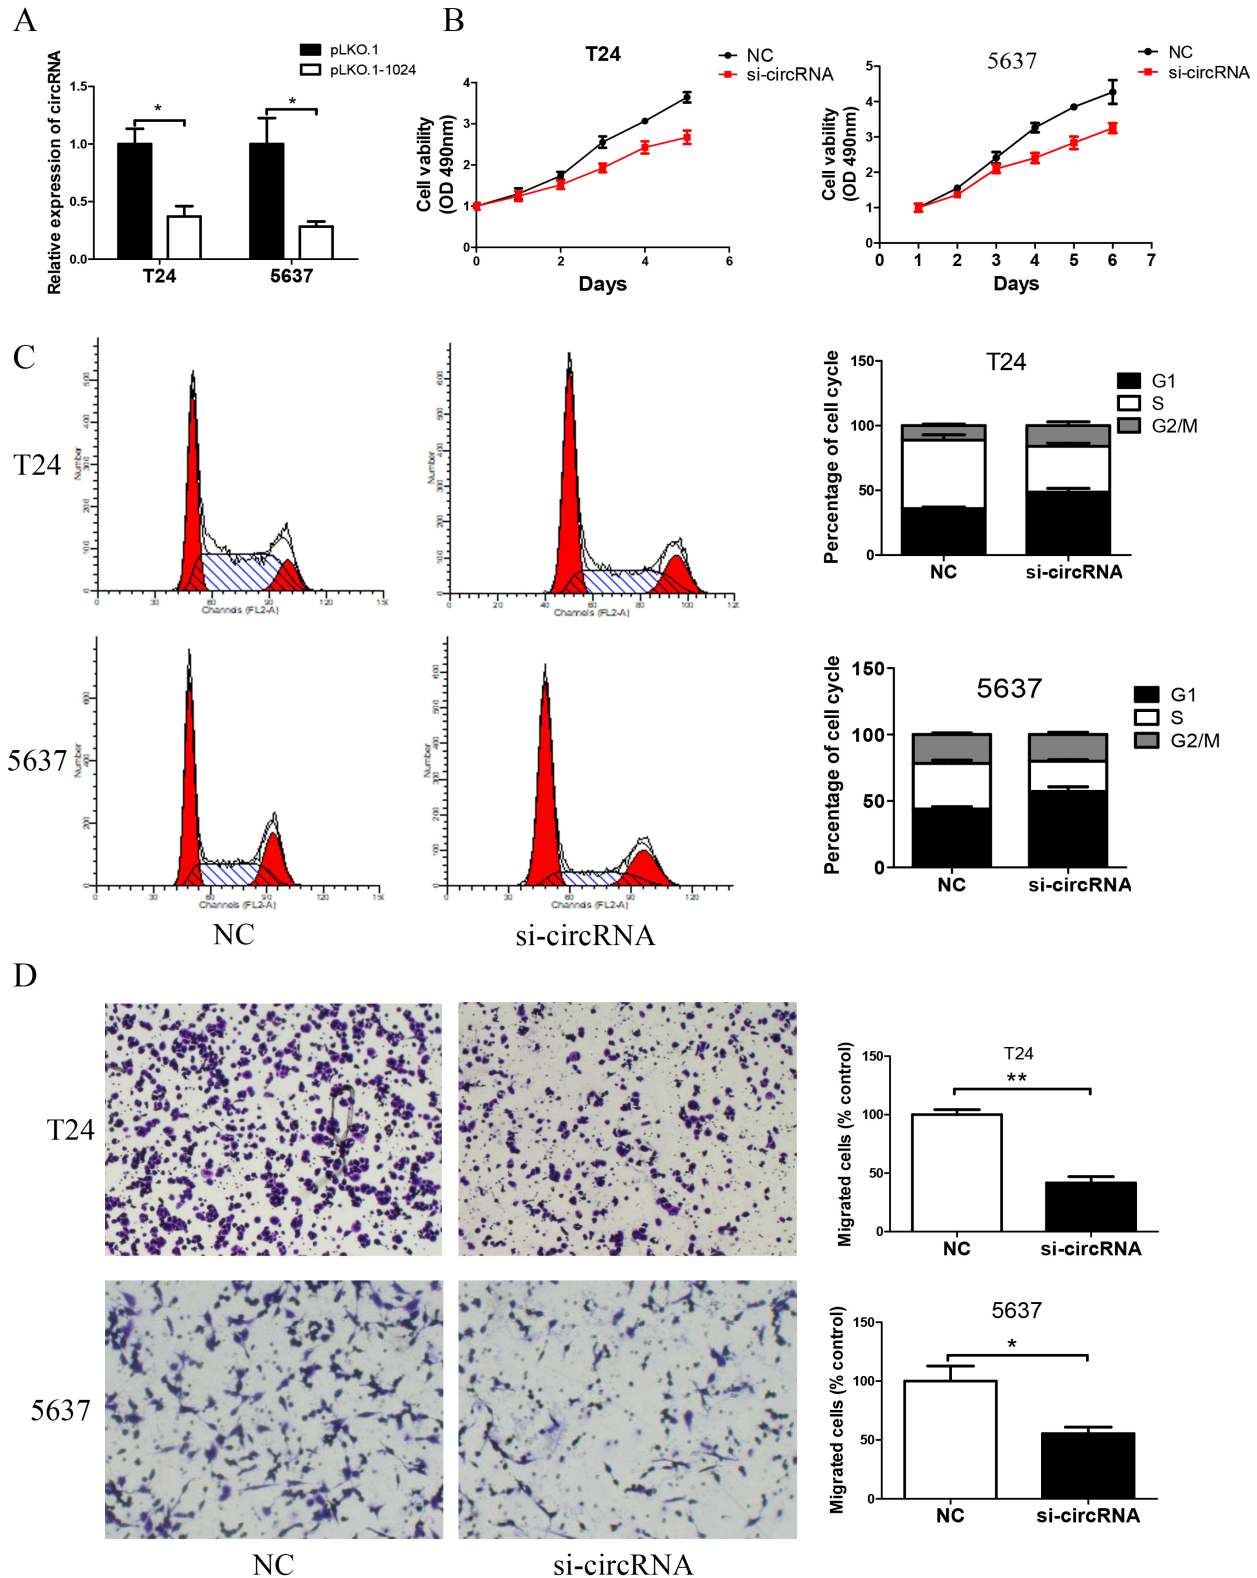 A
pLKO.1
pLKO.1-1024
Relative expression of circRNA
1.5
1.0
0.5
0.0
*
*
T24
5637
B
T24
NC
si-circRNA
Cell vability
(OD 490nm)
4
3
2
1
0
0
2
4
6
Days
5637
NC
si-circRNA
Cell vability
(OD 490nm)
5
4
3
2
1
0
0
1
2
3
4
5
6
7
Days
C
T24
Number
Channels (FL2-A)
Number
Channels (FL2-A)
T24
G1
S
G2/M
Percentage of cell cycle
150
100
50
0
NC
si-circRNA
5637
Number
Channels (FL2-A)
Number
Channels (FL2-A)
NC
si-circRNA
5637
G1
S
G2/M
Percentage of cell cycle
150
100
50
0
NC
si-circRNA
D
T24
T24
**
Migrated cells (% control)
150
100
50
0
NC
si-circRNA
5637
5637
*
Migrated cells (% control)
150
100
50
0
NC
si-circRNA
NC
si-circRNA